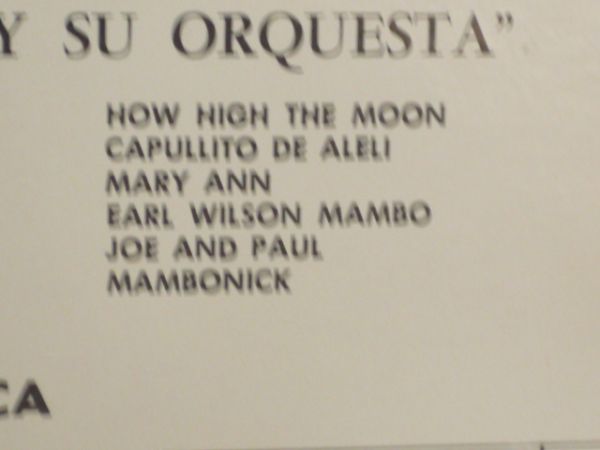 Y SU ORQUESTA”
HOW HIGH THE MOON
CAPULLITO DE ALELI
MARY ANN
EARL WILSON MAMBO
JOE AND PAUL
MAMBONICK
CA